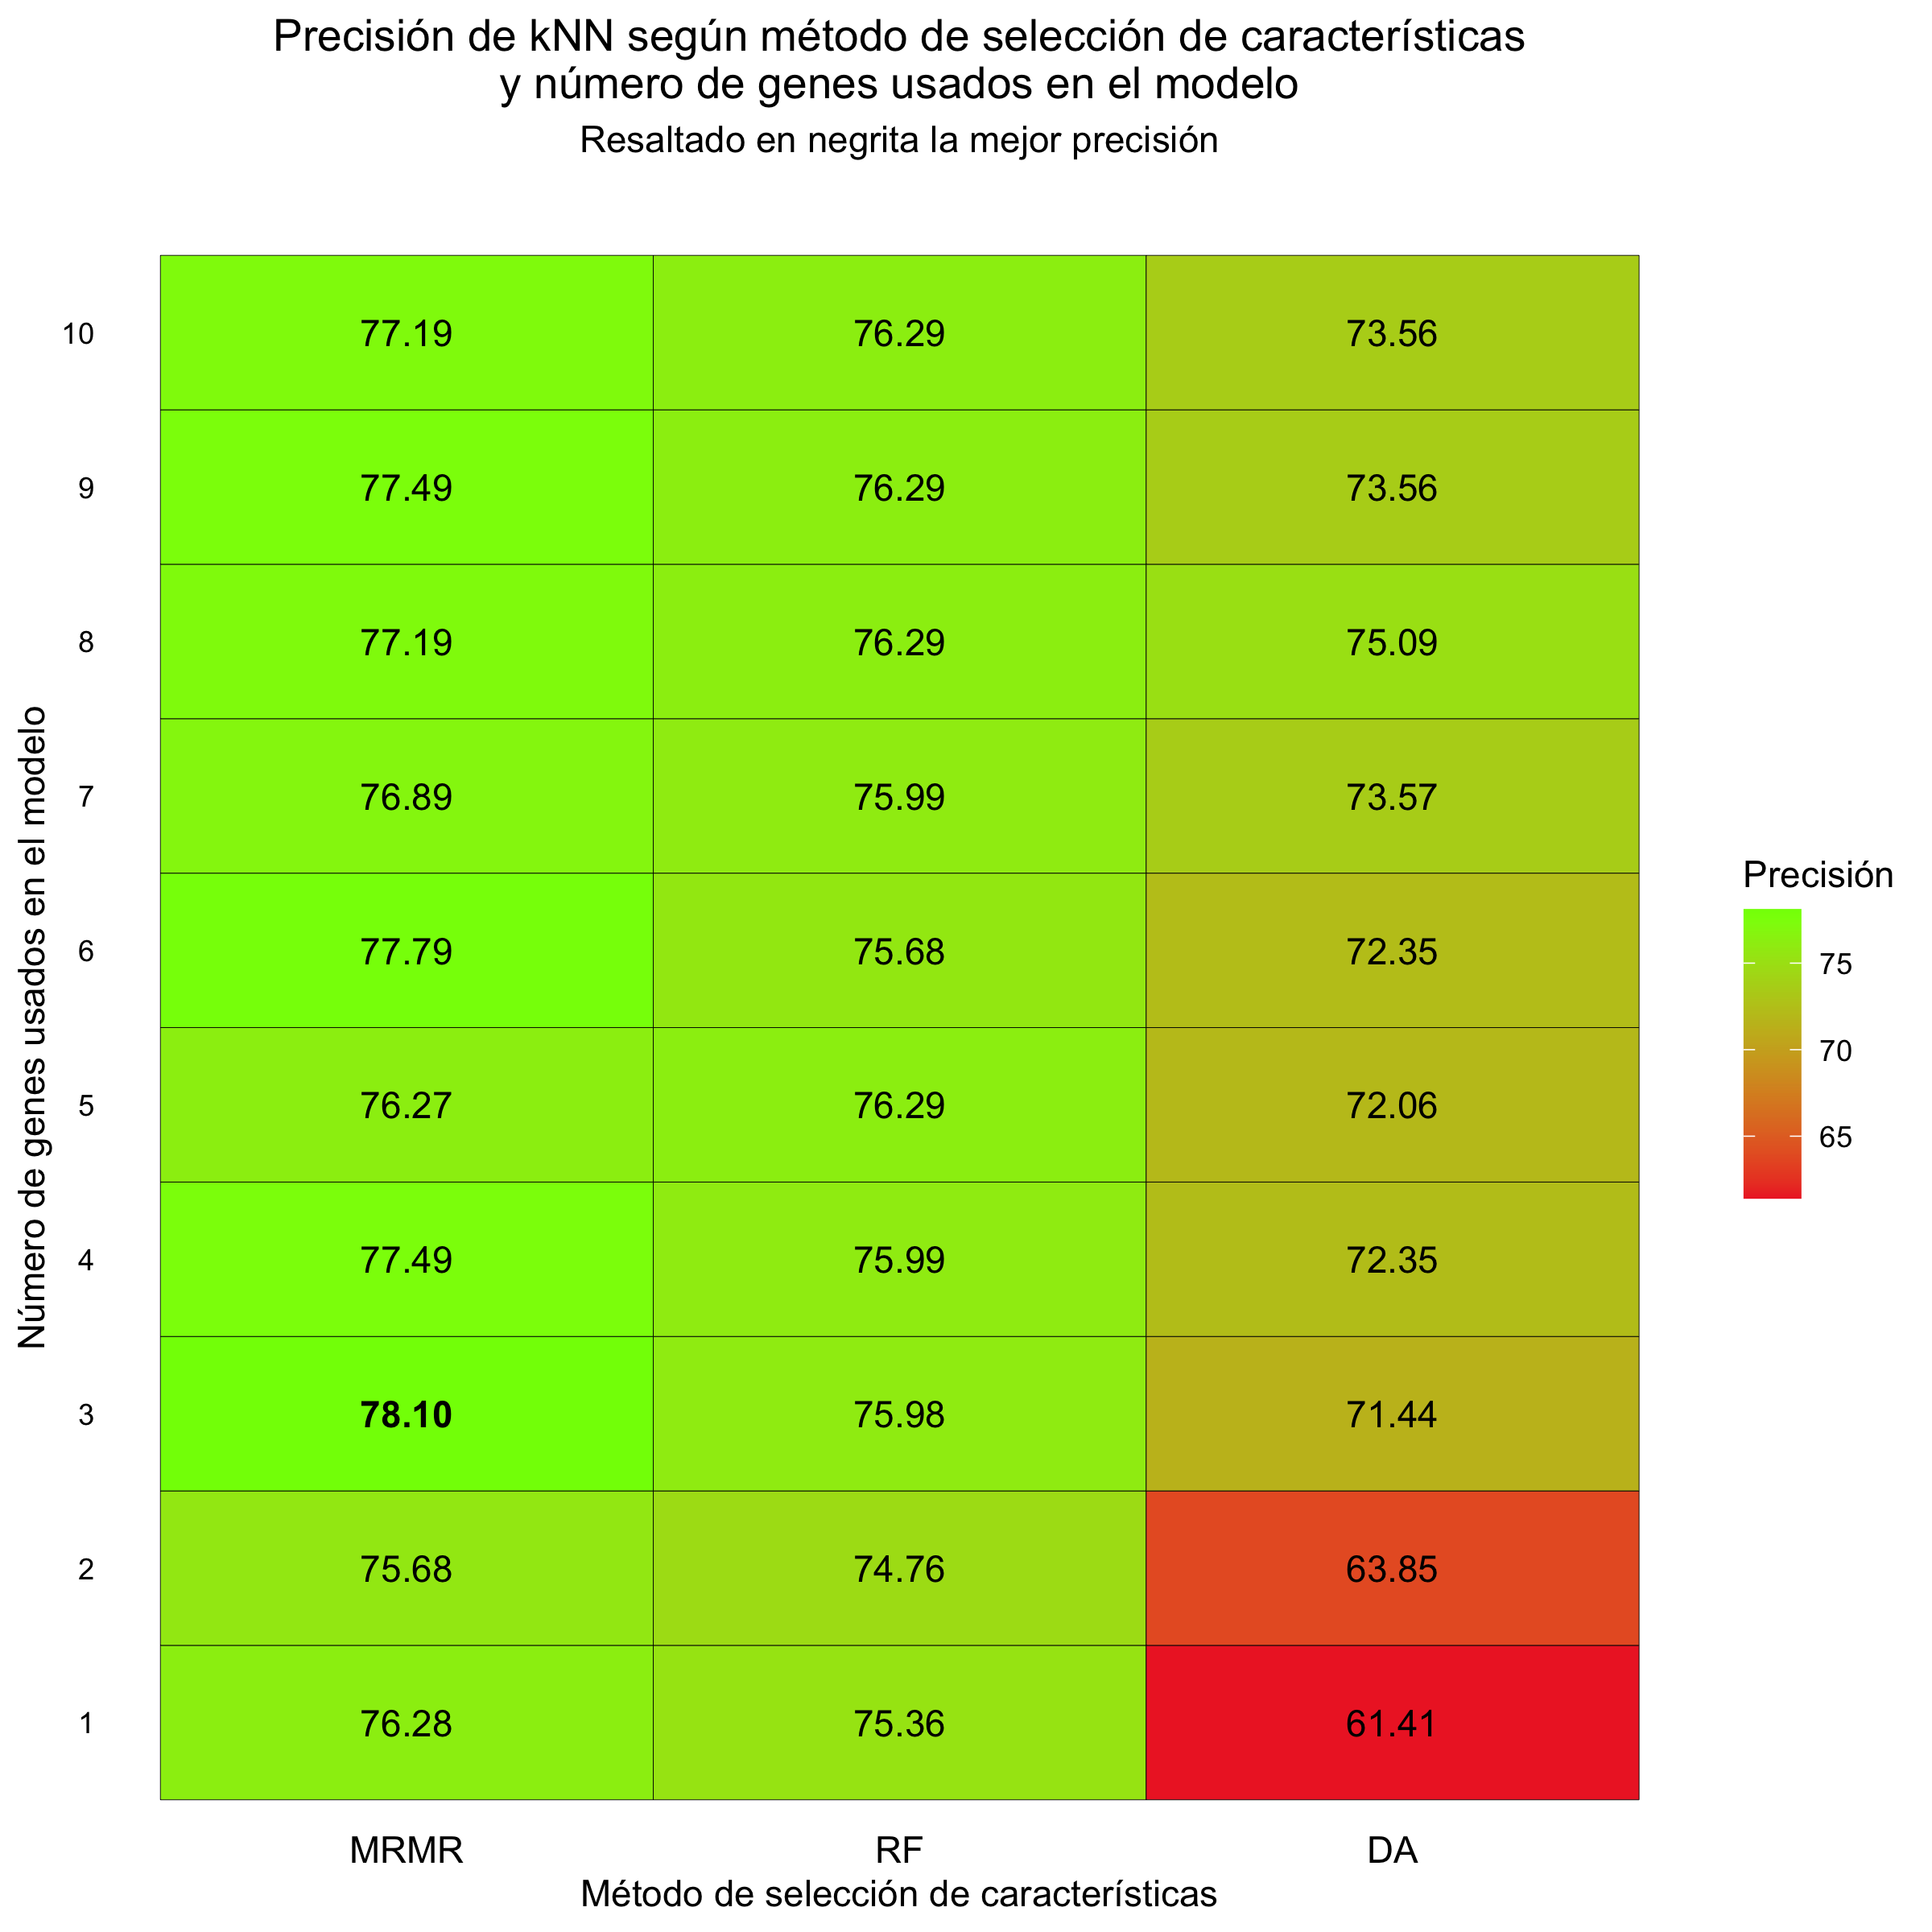 Precisión de kNN según método de selección de características
y número de genes usados en el modelo
Resaltado en negrita la mejor precisión
Número de genes usados en el modelo
10 77.19 76.29 73.56
9 77.49 76.29 73.56
8 77.19 76.29 75.09
7 76.89 75.99 73.57
6 77.79 75.68 72.35
5 76.27 76.29 72.06
4 77.49 75.99 72.35
3 78.10 75.98 71.44
2 75.68 74.76 63.85
1 76.28 75.36 61.41
MRMR RF DA
Método de selección de características
Precisión
75
70
65